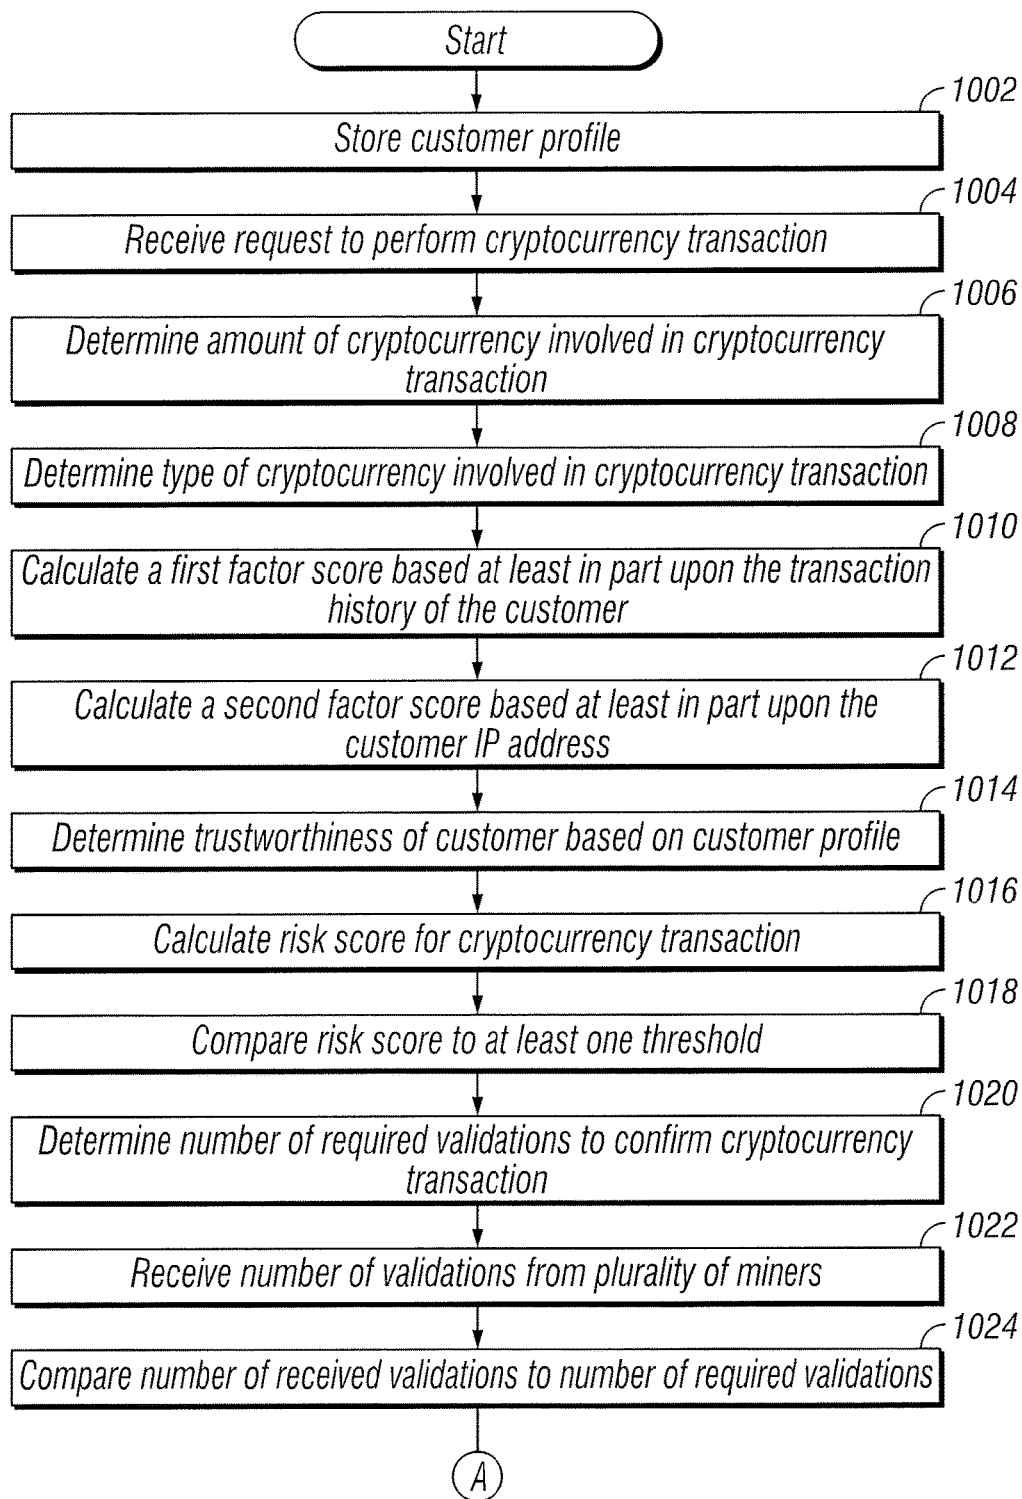 Start
1002
Store customer profile
1004
Receive request to perform cryptocurrency transaction
1006
Determine amount of cryptocurrency involved in cryptocurrency
transaction
1008
Determine type of cryptocurrency involved in cryptocurrency transaction
1010
Calculate a first factor score based at least in part upon the transaction
history of the customer
1012
Calculate a second factor score based at least in part upon the
customer IP address
1014
Determine trustworthiness of customer based on customer profile
1016
Calculate risk score for cryptocurrency transaction
1018
Compare risk score to at least one threshold
1020
Determine number of required validations to confirm cryptocurrency
transaction
1022
Receive number of validations from plurality of miners
1024
Compare number of received validations to number of required validations
A